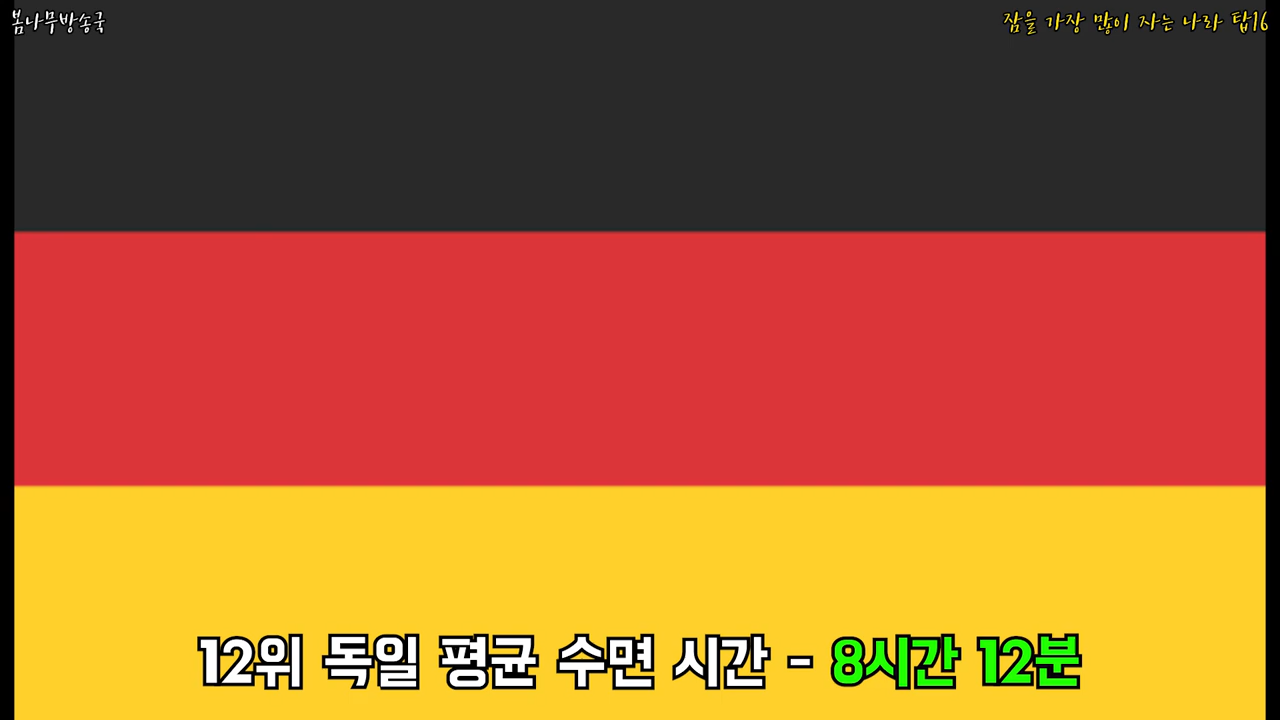 봄나무방송국
잠을 가장 많이 자는 나라 탑16
12위 독일 평균 수면 시간 - 8시간 12분